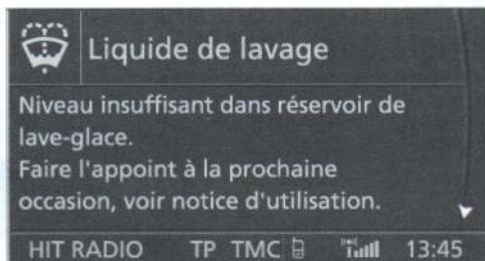 Liquide de lavage
Niveau insuffisant dans réservoir de
lave-glace.
Faire l'appoint à la prochaine
occasion, voir notice d'utilisation.
HIT RADIO TP TMC 13:45